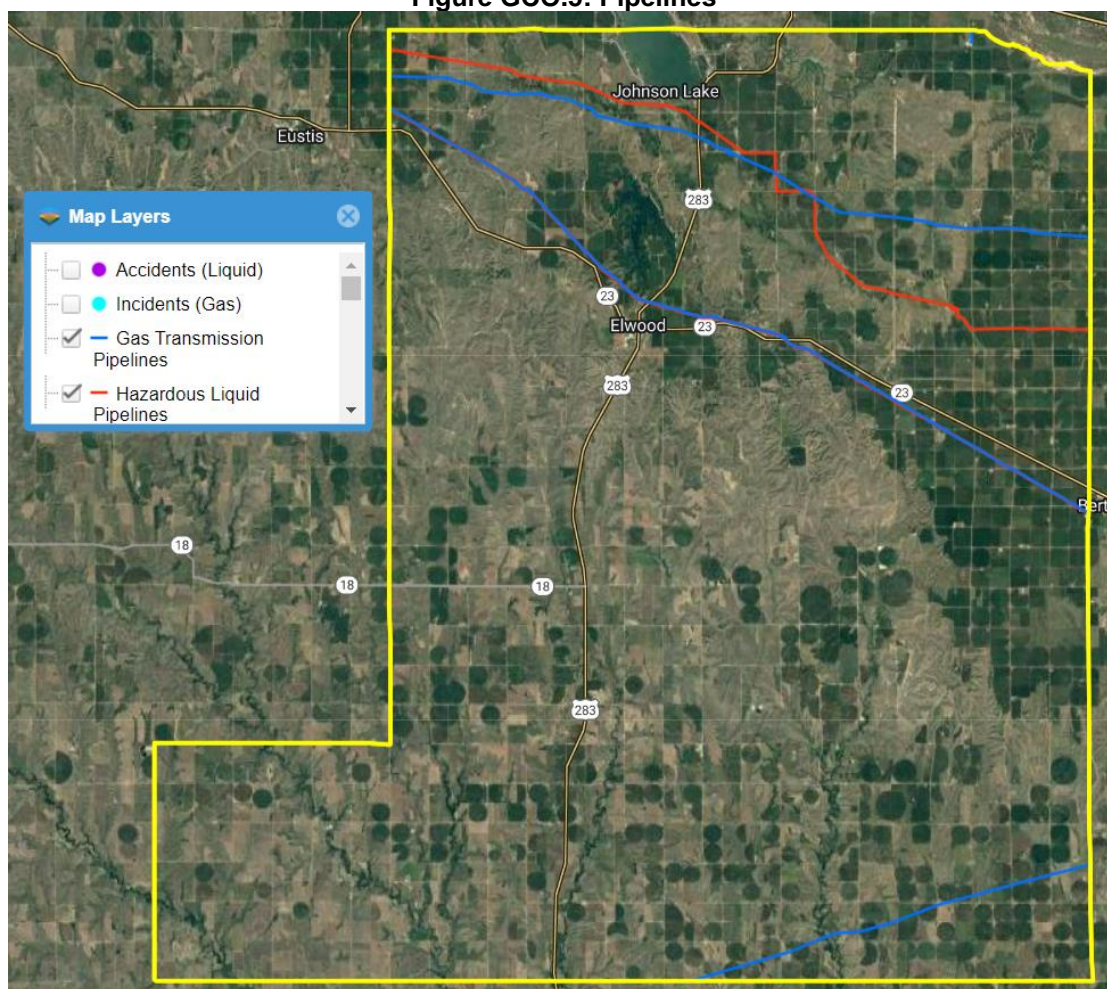 Figure GOO.5: Pipelines
Johnson Lake
Eustis
283
Map Layers
Accidents (Liquid)
Incidents (Gas)
Gas Transmission
Pipelines
Hazardous Liquid
Pipelines
23
Elwood
23
283
23
Bert
18
18
18
283